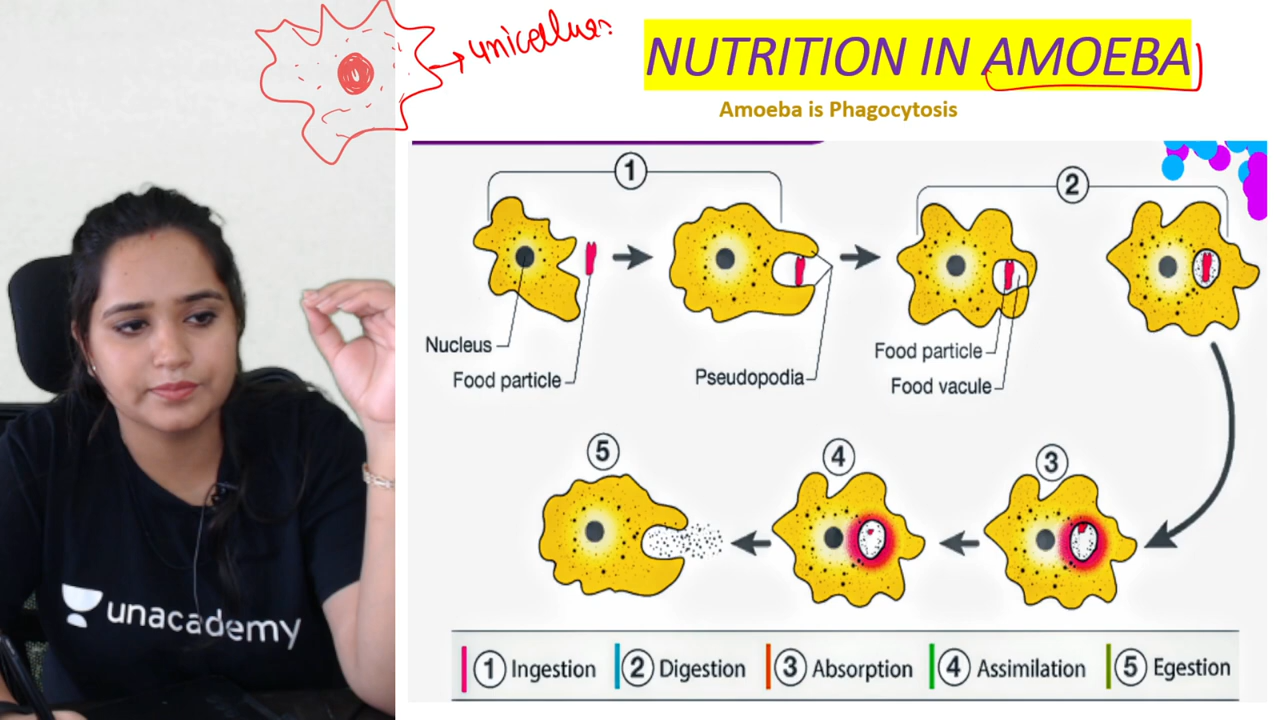 unicellular
NUTRITION IN AMOEBA
Amoeba is Phagocytosis
1
2
Nucleus
Food particle
Pseudopodia
Food particle
Food vacule
5
4
3
unacademy
1 Ingestion 2 Digestion 3 Absorption 4 Assimilation 5 Egestion